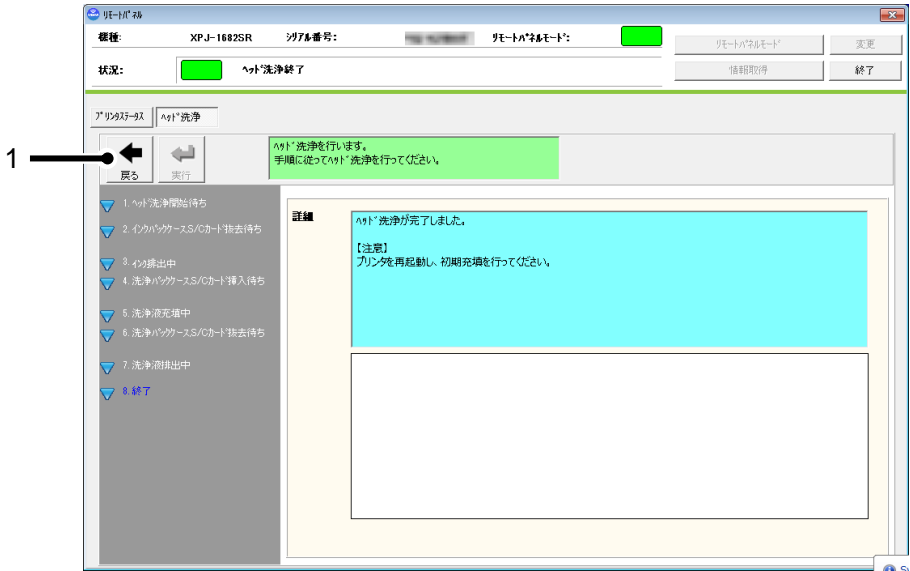 ﾘﾓｰﾄﾊﾟﾈﾙ
機種: XPJ-1682SR ｼﾘｱﾙ番号: ﾘﾓｰﾄﾊﾟﾈﾙﾓｰﾄﾞ:
ﾘﾓｰﾄﾊﾟﾈﾙﾓｰﾄﾞ 変更
状況: ﾍｯﾄﾞ洗浄終了
情報取得 終了
ﾌﾟﾘﾝﾀｽﾃｰﾀｽ ﾍｯﾄﾞ洗浄
1
戻る 実行
ﾍｯﾄﾞ洗浄を行います。
手順に従ってﾍｯﾄﾞ洗浄を行ってください。
1. ﾍｯﾄﾞ洗浄開始待ち
2. ｲﾝｸﾊﾟｯｸｹｰｽ,S/Cｶｰﾄﾞ抜去待ち
3. ｲﾝｸ排出中
4. 洗浄ﾊﾟｯｸｹｰｽ,S/Cｶｰﾄﾞ挿入待ち
5. 洗浄液充填中
6. 洗浄ﾊﾟｯｸｹｰｽ,S/Cｶｰﾄﾞ抜去待ち
7. 洗浄液排出中
8. 終了
詳細
ﾍｯﾄﾞ洗浄が完了しました。
【注意】
プリンタを再起動し、初期充填を行ってください。